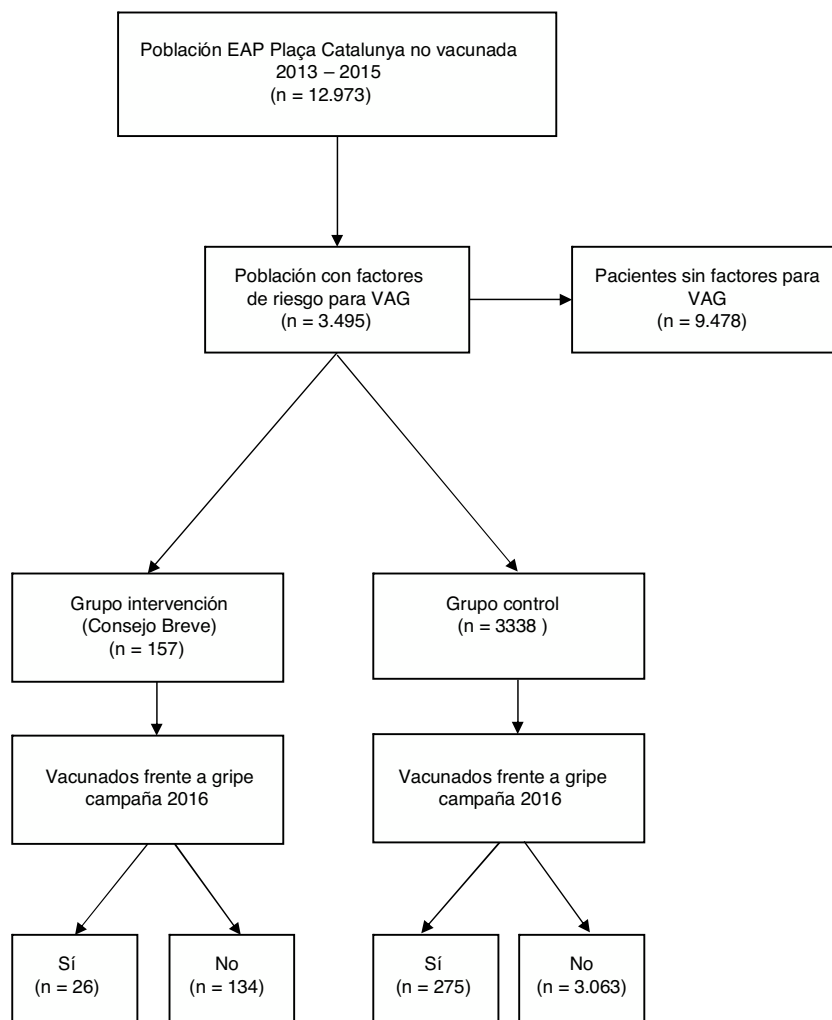 Población EAP Plaça Catalunya no vacunada
2013 – 2015
(n = 12.973)
Población con factores
de riesgo para VAG
(n = 3.495)
Pacientes sin factores para
VAG
(n = 9.478)
Grupo intervención
(Consejo Breve)
(n = 157)
Grupo control
(n = 3338 )
Vacunados frente a gripe
campaña 2016
Vacunados frente a gripe
campaña 2016
Sí
(n = 26)
No
(n = 134)
Sí
(n = 275)
No
(n = 3.063)